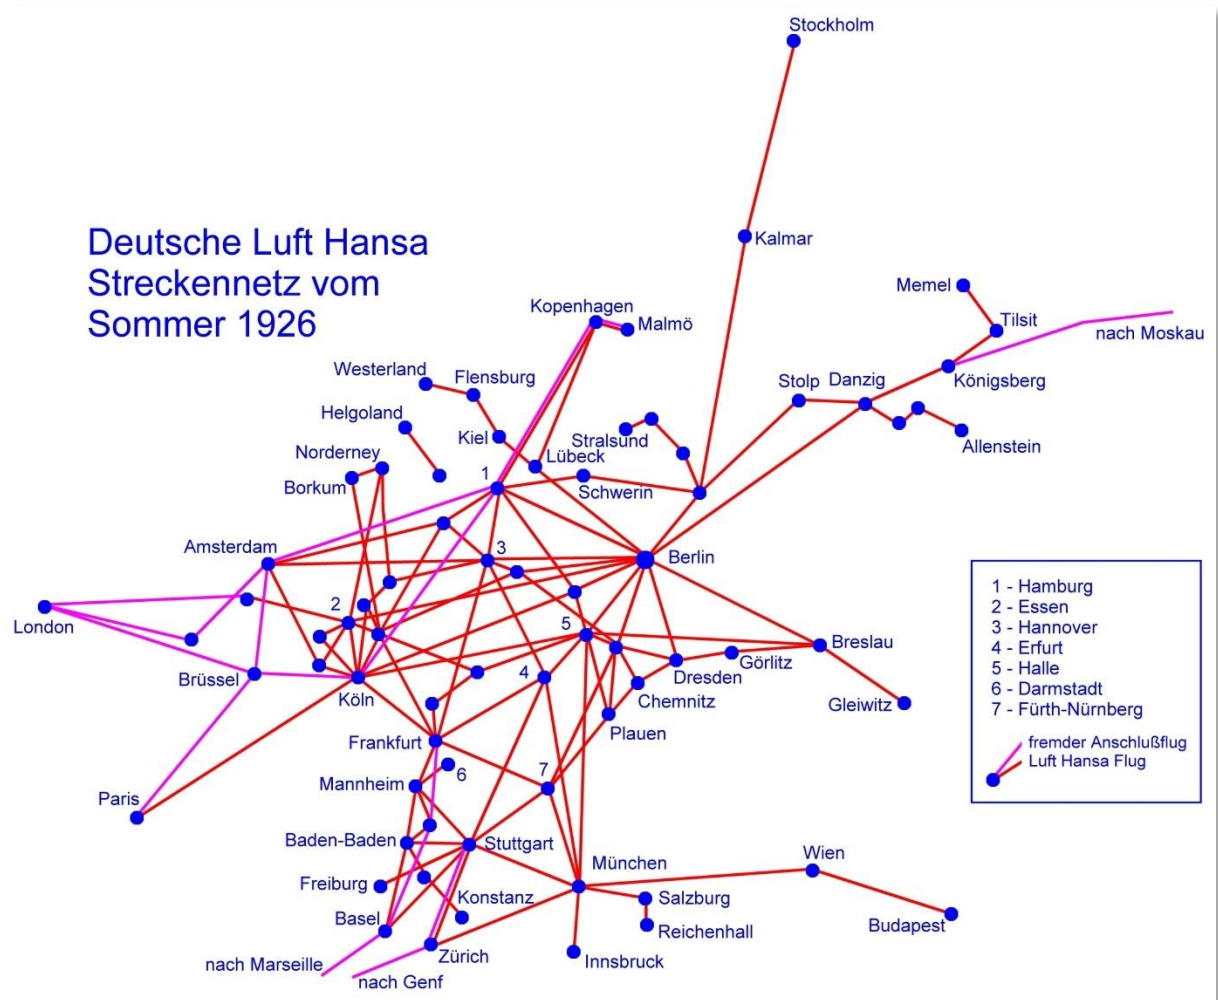 Stockholm
Deutsche Luft Hansa
Streckennetz vom
Sommer 1926
Kalmar
Memel
Kopenhagen
Malmö
Tilsit
nach Moskau
Westerland
Flensburg
Stolp
Danzig
Königsberg
Helgoland
Kiel
Stralsund
Allenstein
Norderney
Lübeck
Borkum
1
Schwerin
Amsterdam
3
Berlin
2
London
5
Breslau
Görlitz
Brüssel
4
Dresden
Köln
Chemnitz
Gleiwitz
Plauen
Frankfurt
6
7
Mannheim
Paris
Baden-Baden
Stuttgart
Wien
München
Freiburg
Konstanz
Salzburg
Basel
Budapest
Reichenhall
Zürich
Innsbruck
nach Marseille
nach Genf
1 - Hamburg
2 - Essen
3 - Hannover
4 - Erfurt
5 - Halle
6 - Darmstadt
7 - Fürth-Nürnberg
fremder Anschlußflug
Luft Hansa Flug